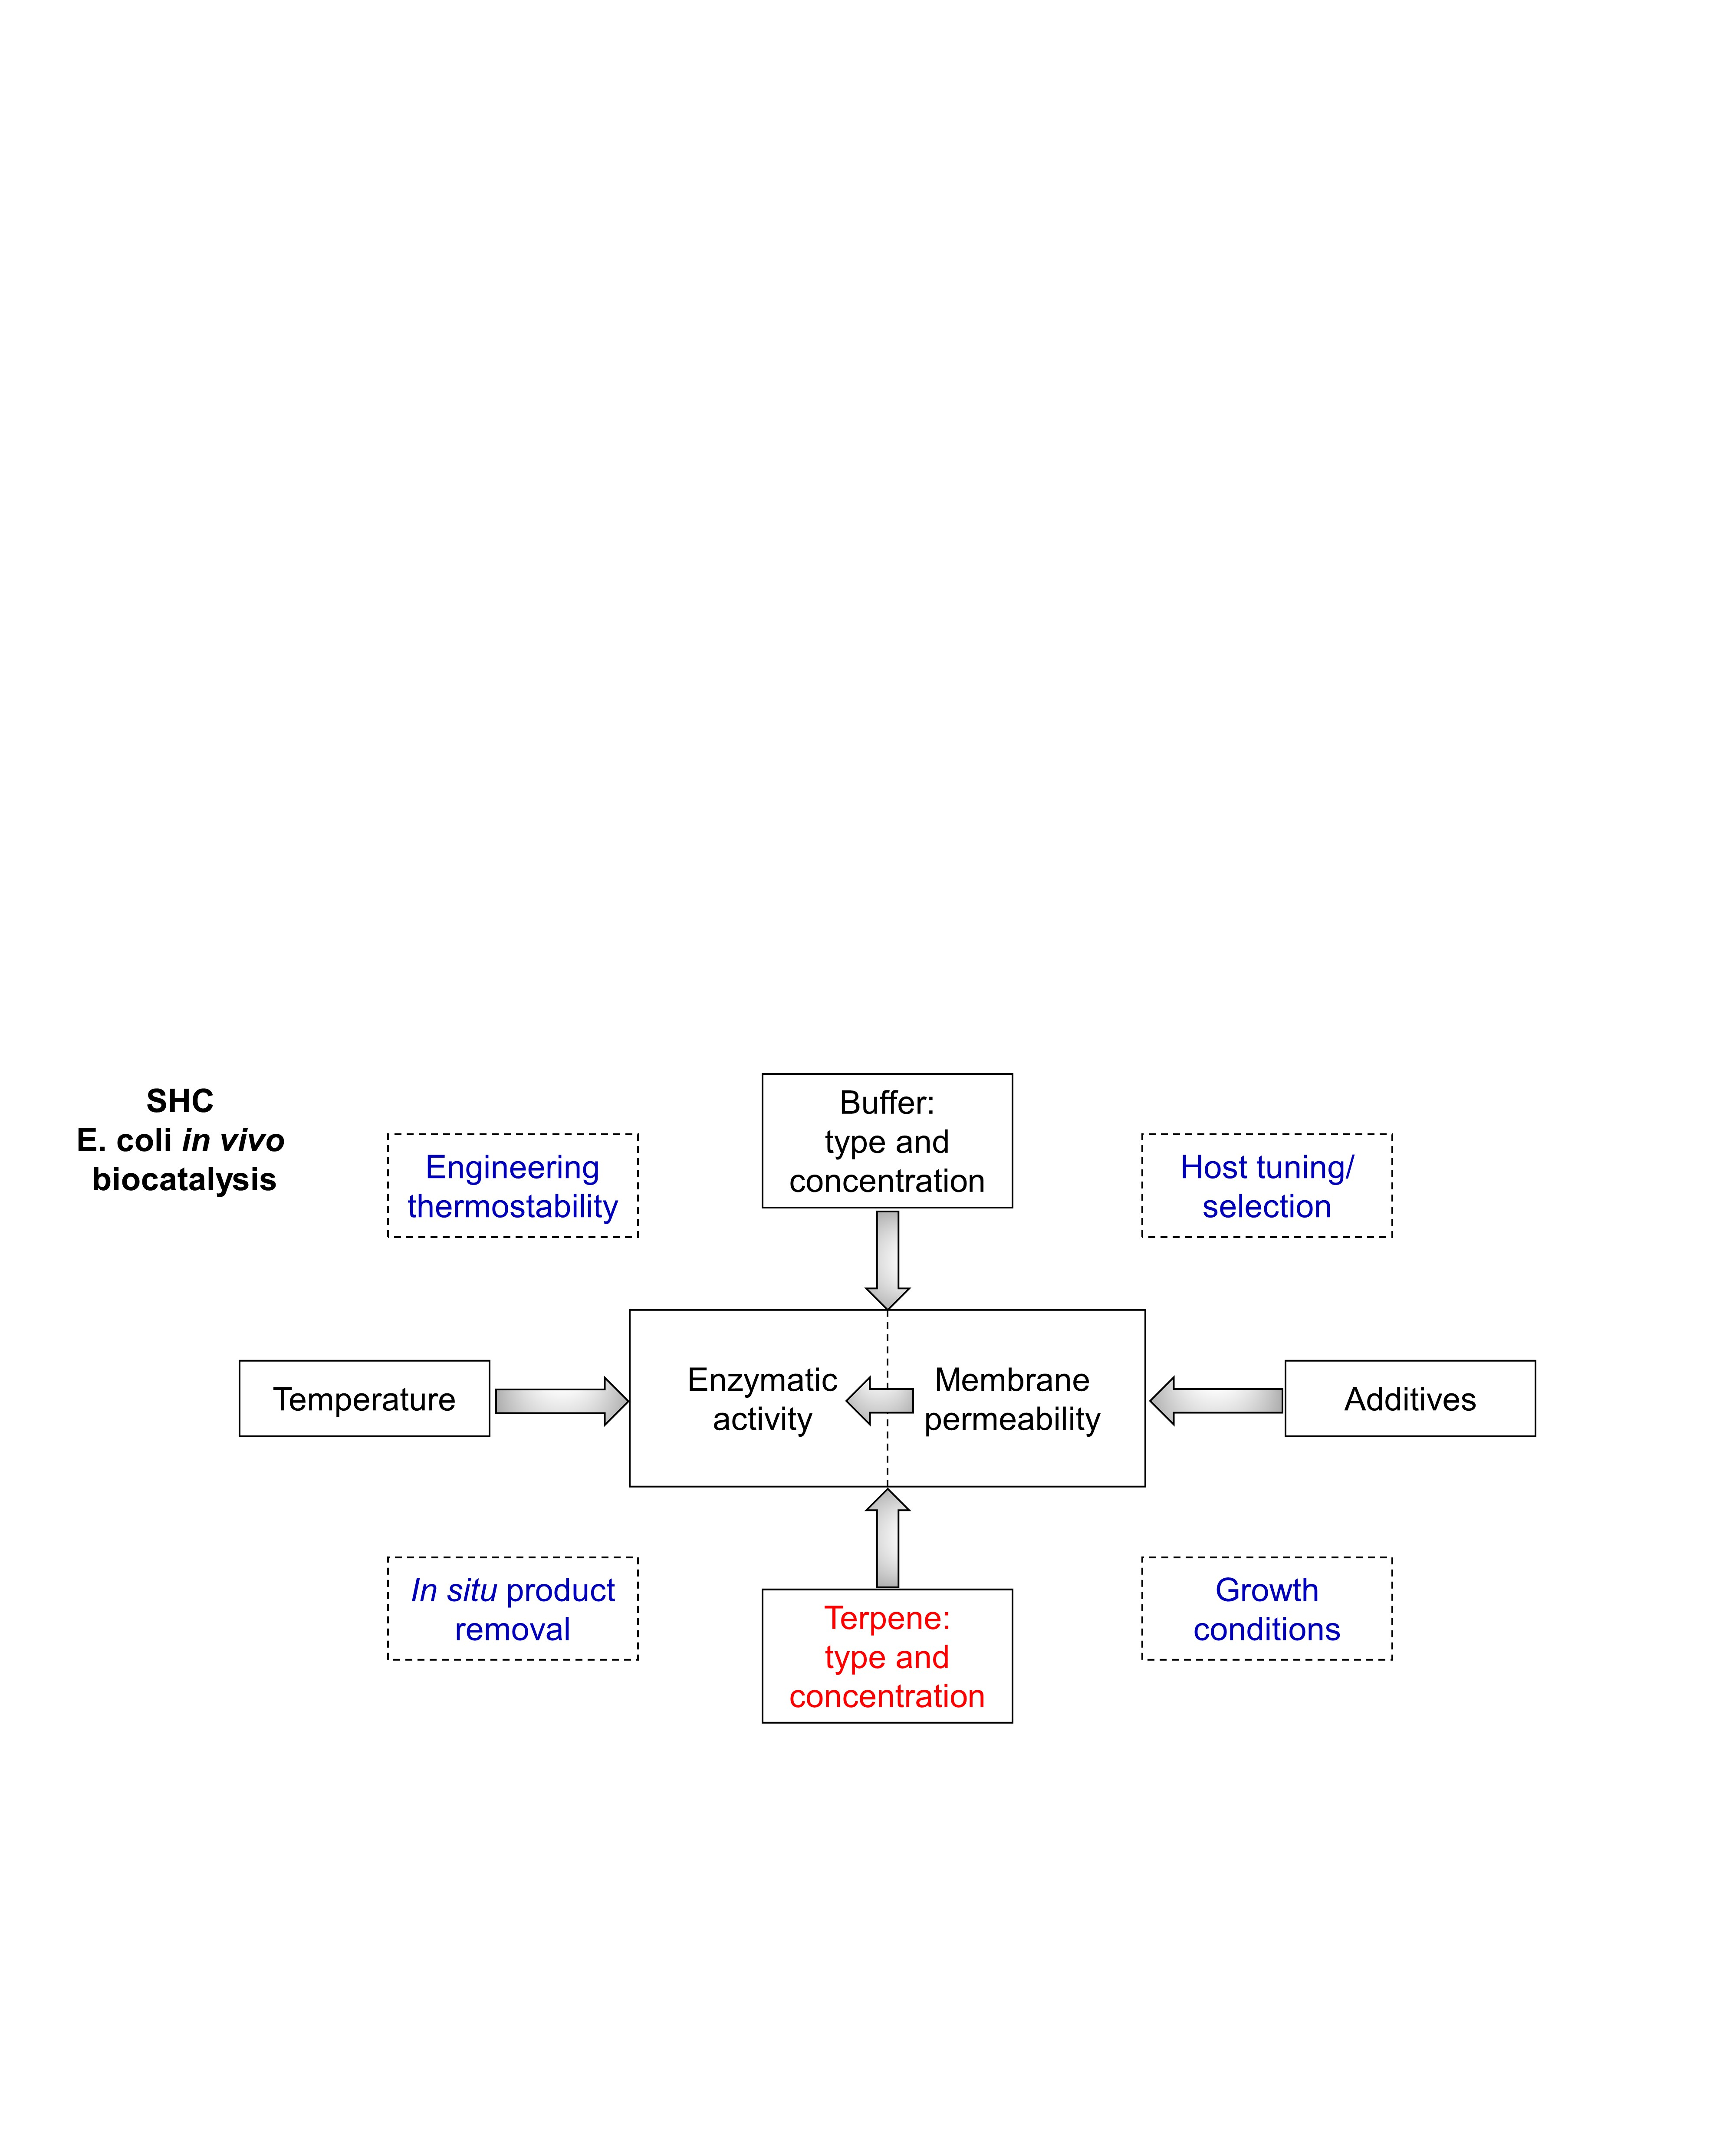 SHC
E. coli in vivo
biocatalysis
Buffer:
type and
concentration
Engineering
thermostability
Host tuning/
selection
Temperature
Enzymatic
activity
Membrane
permeability
Additives
In situ product
removal
Terpene:
type and
concentration
Growth
conditions